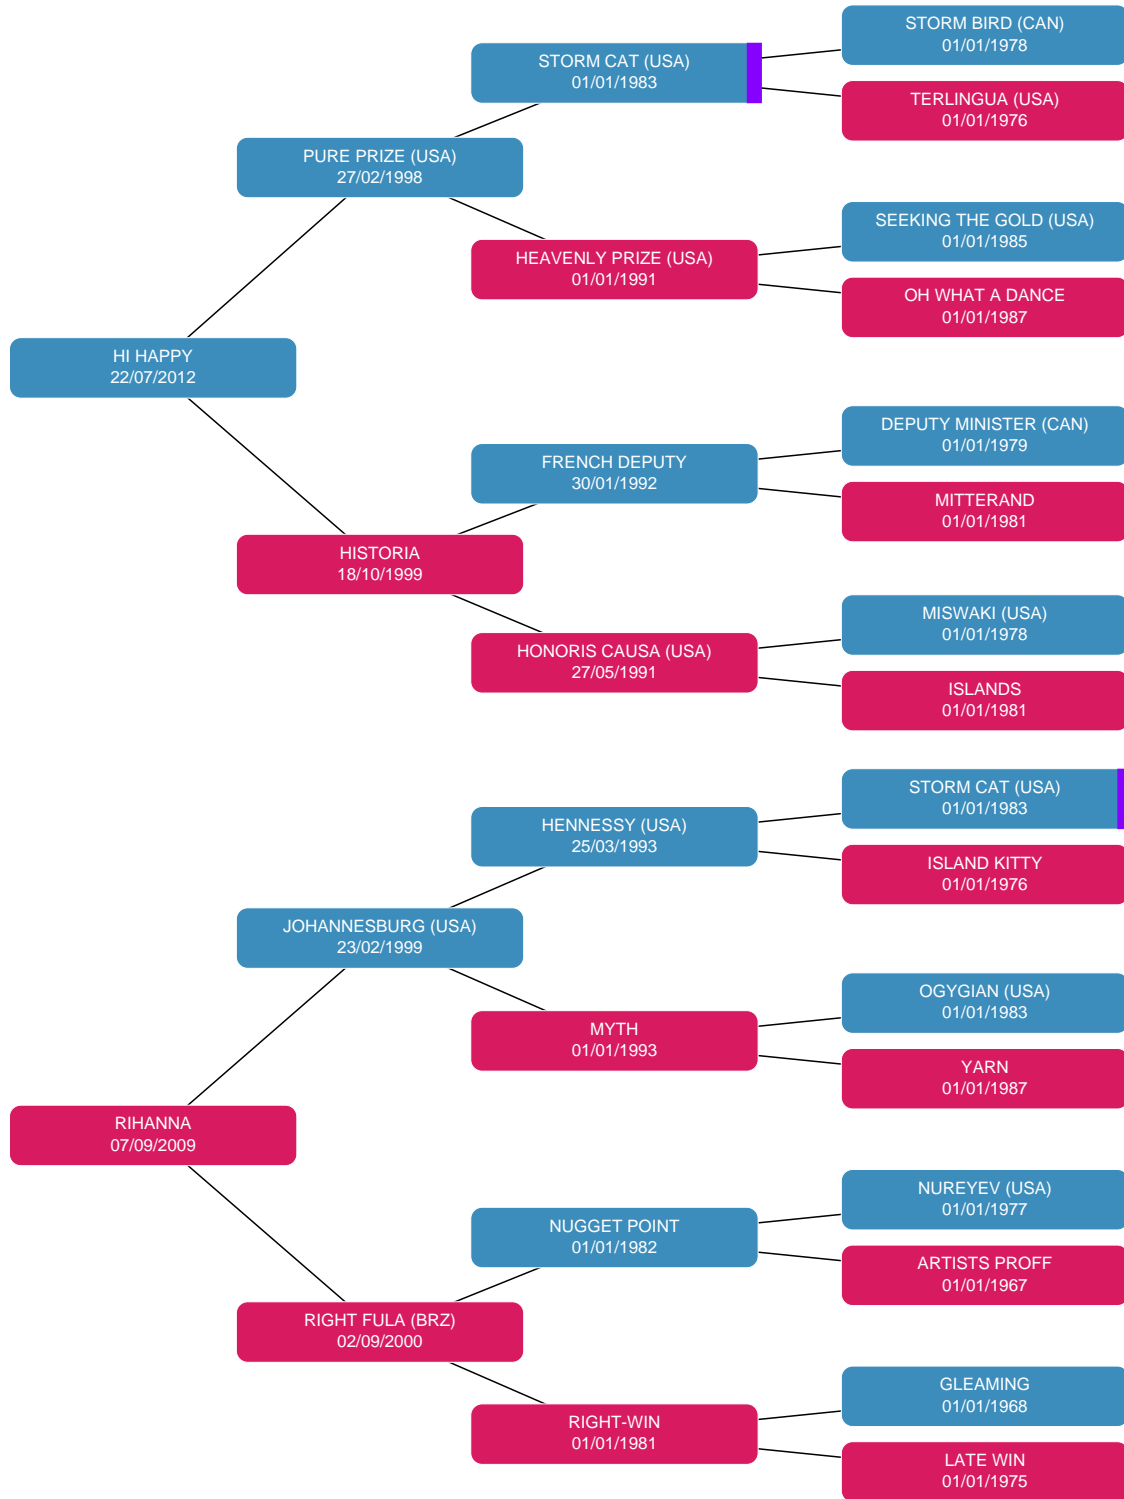 STORM BIRD (CAN)
01/01/1978
STORM CAT (USA)
01/01/1983
TERLINGUA (USA)
01/01/1976
PURE PRIZE (USA)
27/02/1998
SEEKING THE GOLD (USA)
01/01/1985
HEAVENLY PRIZE (USA)
01/01/1991
OH WHAT A DANCE
01/01/1987
HI HAPPY
22/07/2012
DEPUTY MINISTER (CAN)
01/01/1979
FRENCH DEPUTY
30/01/1992
MITTERAND
01/01/1981
HISTORIA
18/10/1999
MISWAKI (USA)
01/01/1978
HONORIS CAUSA (USA)
27/05/1991
ISLANDS
01/01/1981
STORM CAT (USA)
01/01/1983
HENNESSY (USA)
25/03/1993
ISLAND KITTY
01/01/1976
JOHANNESBURG (USA)
23/02/1999
OGYGIAN (USA)
01/01/1983
MYTH
01/01/1993
YARN
01/01/1987
RIHANNA
07/09/2009
NUREYEV (USA)
01/01/1977
NUGGET POINT
01/01/1982
ARTISTS PROFF
01/01/1967
RIGHT FULA (BRZ)
02/09/2000
GLEAMING
01/01/1968
RIGHT-WIN
01/01/1981
LATE WIN
01/01/1975